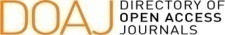 DOAJ DIRECTORY OF
OPEN ACCESS
JOURNALS